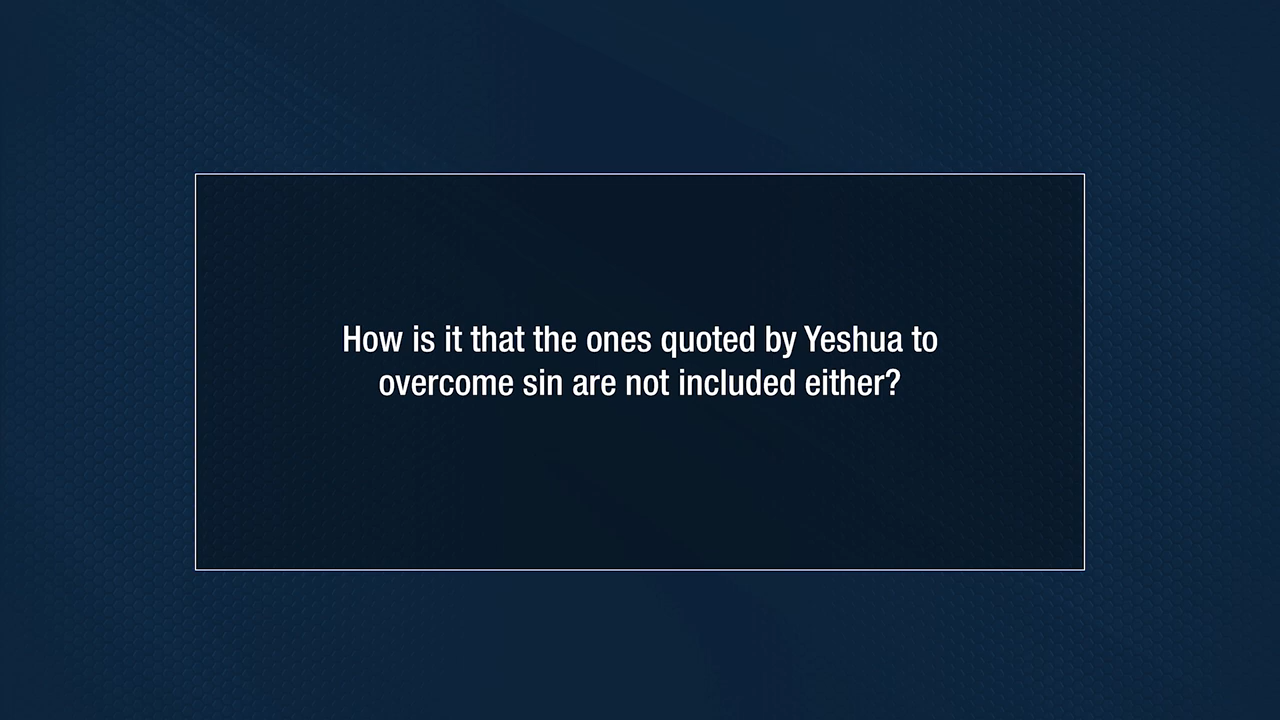 How is it that the ones quoted by Yeshua to
overcome sin are not included either?